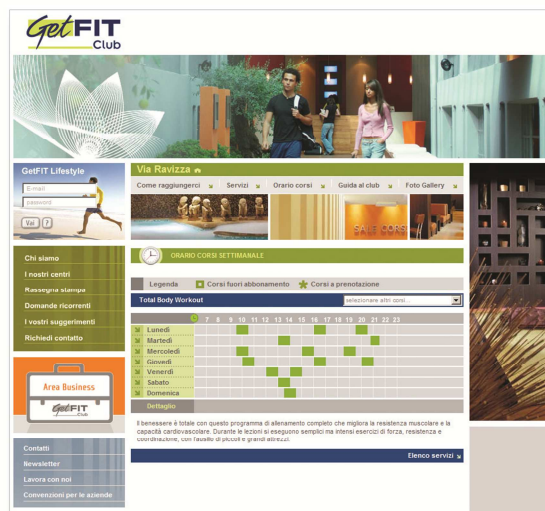 GetFIT
Club
GetFIT Lifestyle
E-mail
password
Vai ?
Chi siamo
I nostri centri
Rassegna stampa
Domande ricorrenti
I vostri suggerimenti
Richiedi contatto
Area Business
GetFIT
Contatti
Newsletter
Lavora con noi
Convenzioni per le aziende
Via Ravizza
Come raggiungerci Servizi Orario corsi Guida al club Foto Gallery
SALE CORSI
ORARIO CORSI SETTIMANALE
Legenda Corsi fuori abbonamento Corsi a prenotazione
Total Body Workout selezionare altri corsi...
7 8 9 10 11 12 13 14 15 16 17 18 19 20 21 22 23
Lunedì
Martedì
Mercoledì
Giovedì
Venerdì
Sabato
Domenica
Dettaglio
Il benessere è totale con questo programma di allenamento completo che migliora la resistenza muscolare e la
capacità cardiovascolare. Durante le lezioni si eseguono semplici ma intensi esercizi di forza, resistenza e
coordinazione, con l'ausilio di piccoli e grandi attrezzi.
Elenco servizi